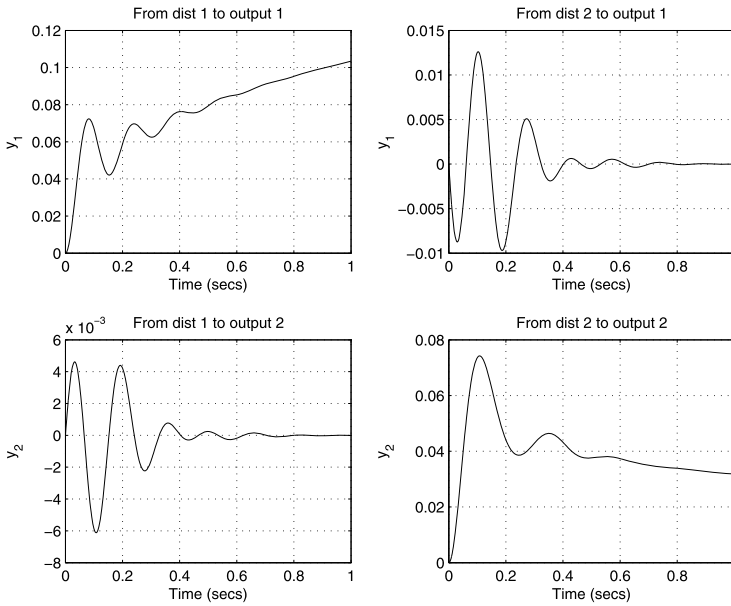 From dist 1 to output 1
0.12
0.1
0.08
0.06
0.04
0.02
0
y1
0 0.2 0.4 0.6 0.8 1
Time (secs)
From dist 2 to output 1
0.015
0.01
0.005
0
−0.005
−0.01
y1
0 0.2 0.4 0.6 0.8
Time (secs)
x 10−3
From dist 1 to output 2
6
4
2
0
−2
−4
−6
−8
y2
0 0.2 0.4 0.6 0.8 1
Time (secs)
From dist 2 to output 2
0.08
0.06
0.04
0.02
0
y2
0 0.2 0.4 0.6 0.8
Time (secs)